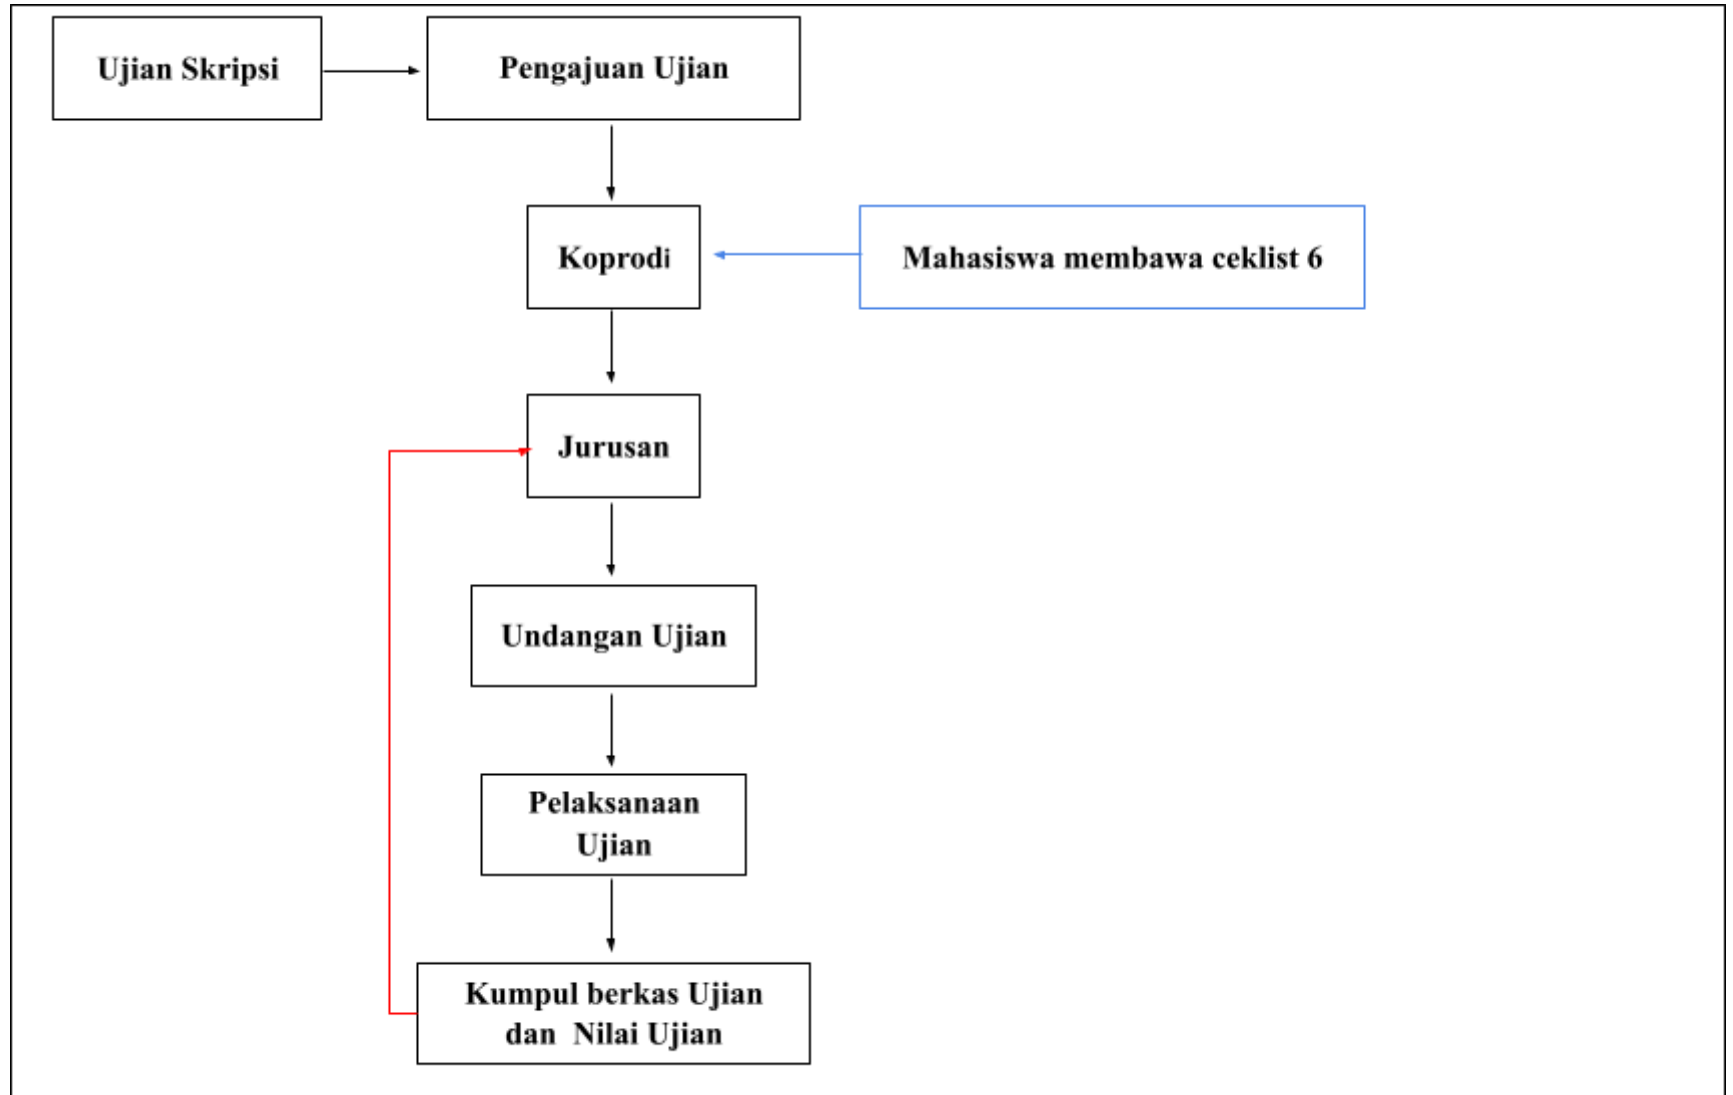 Ujian Skripsi
Pengajuan Ujian
Koprodi
Mahasiswa membawa ceklist 6
Jurusan
Undangan Ujian
Pelaksanaan
Ujian
Kumpul berkas Ujian
dan Nilai Ujian